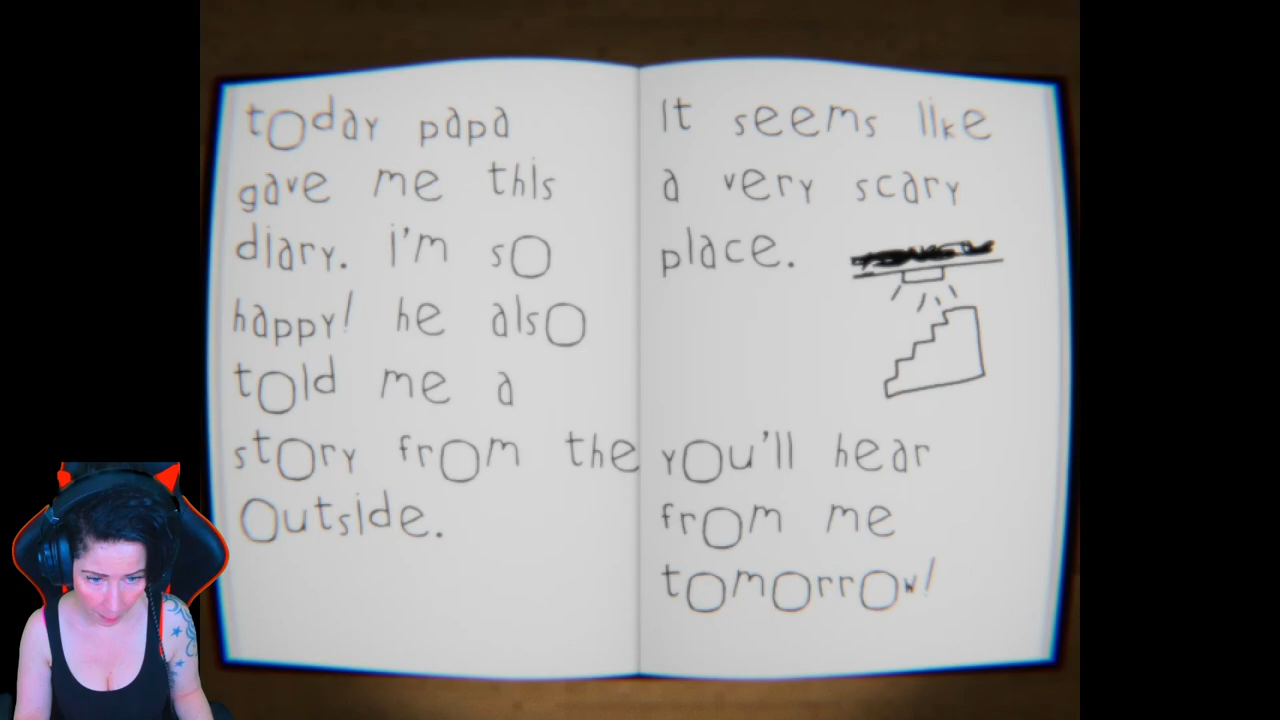 today papa
gave me this
diary. i'm so
happy! he also
told me a
story from the
outside.
It seems like
a very scary
place.
you'll hear
from me
tomorrow!